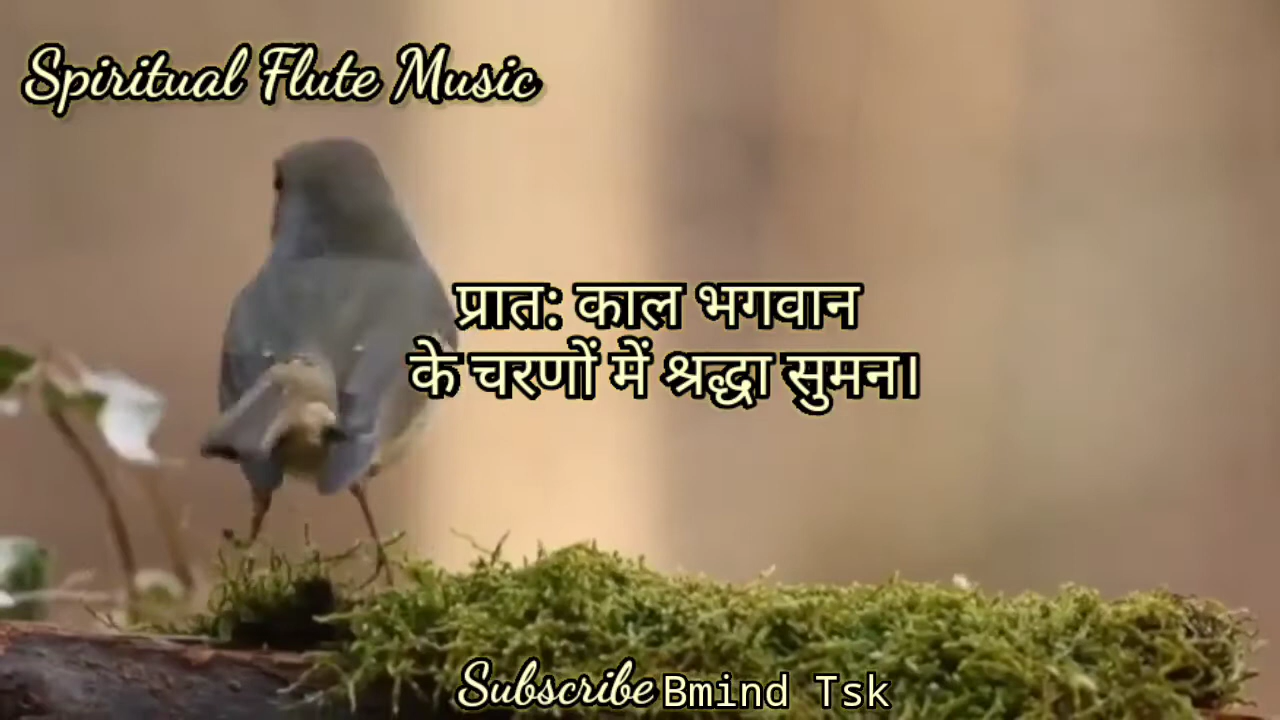 Spiritual Flute Music
प्रात: काल भगवान
के चरणों में श्रद्धा सुमन।
Subscribe Bmind Tsk